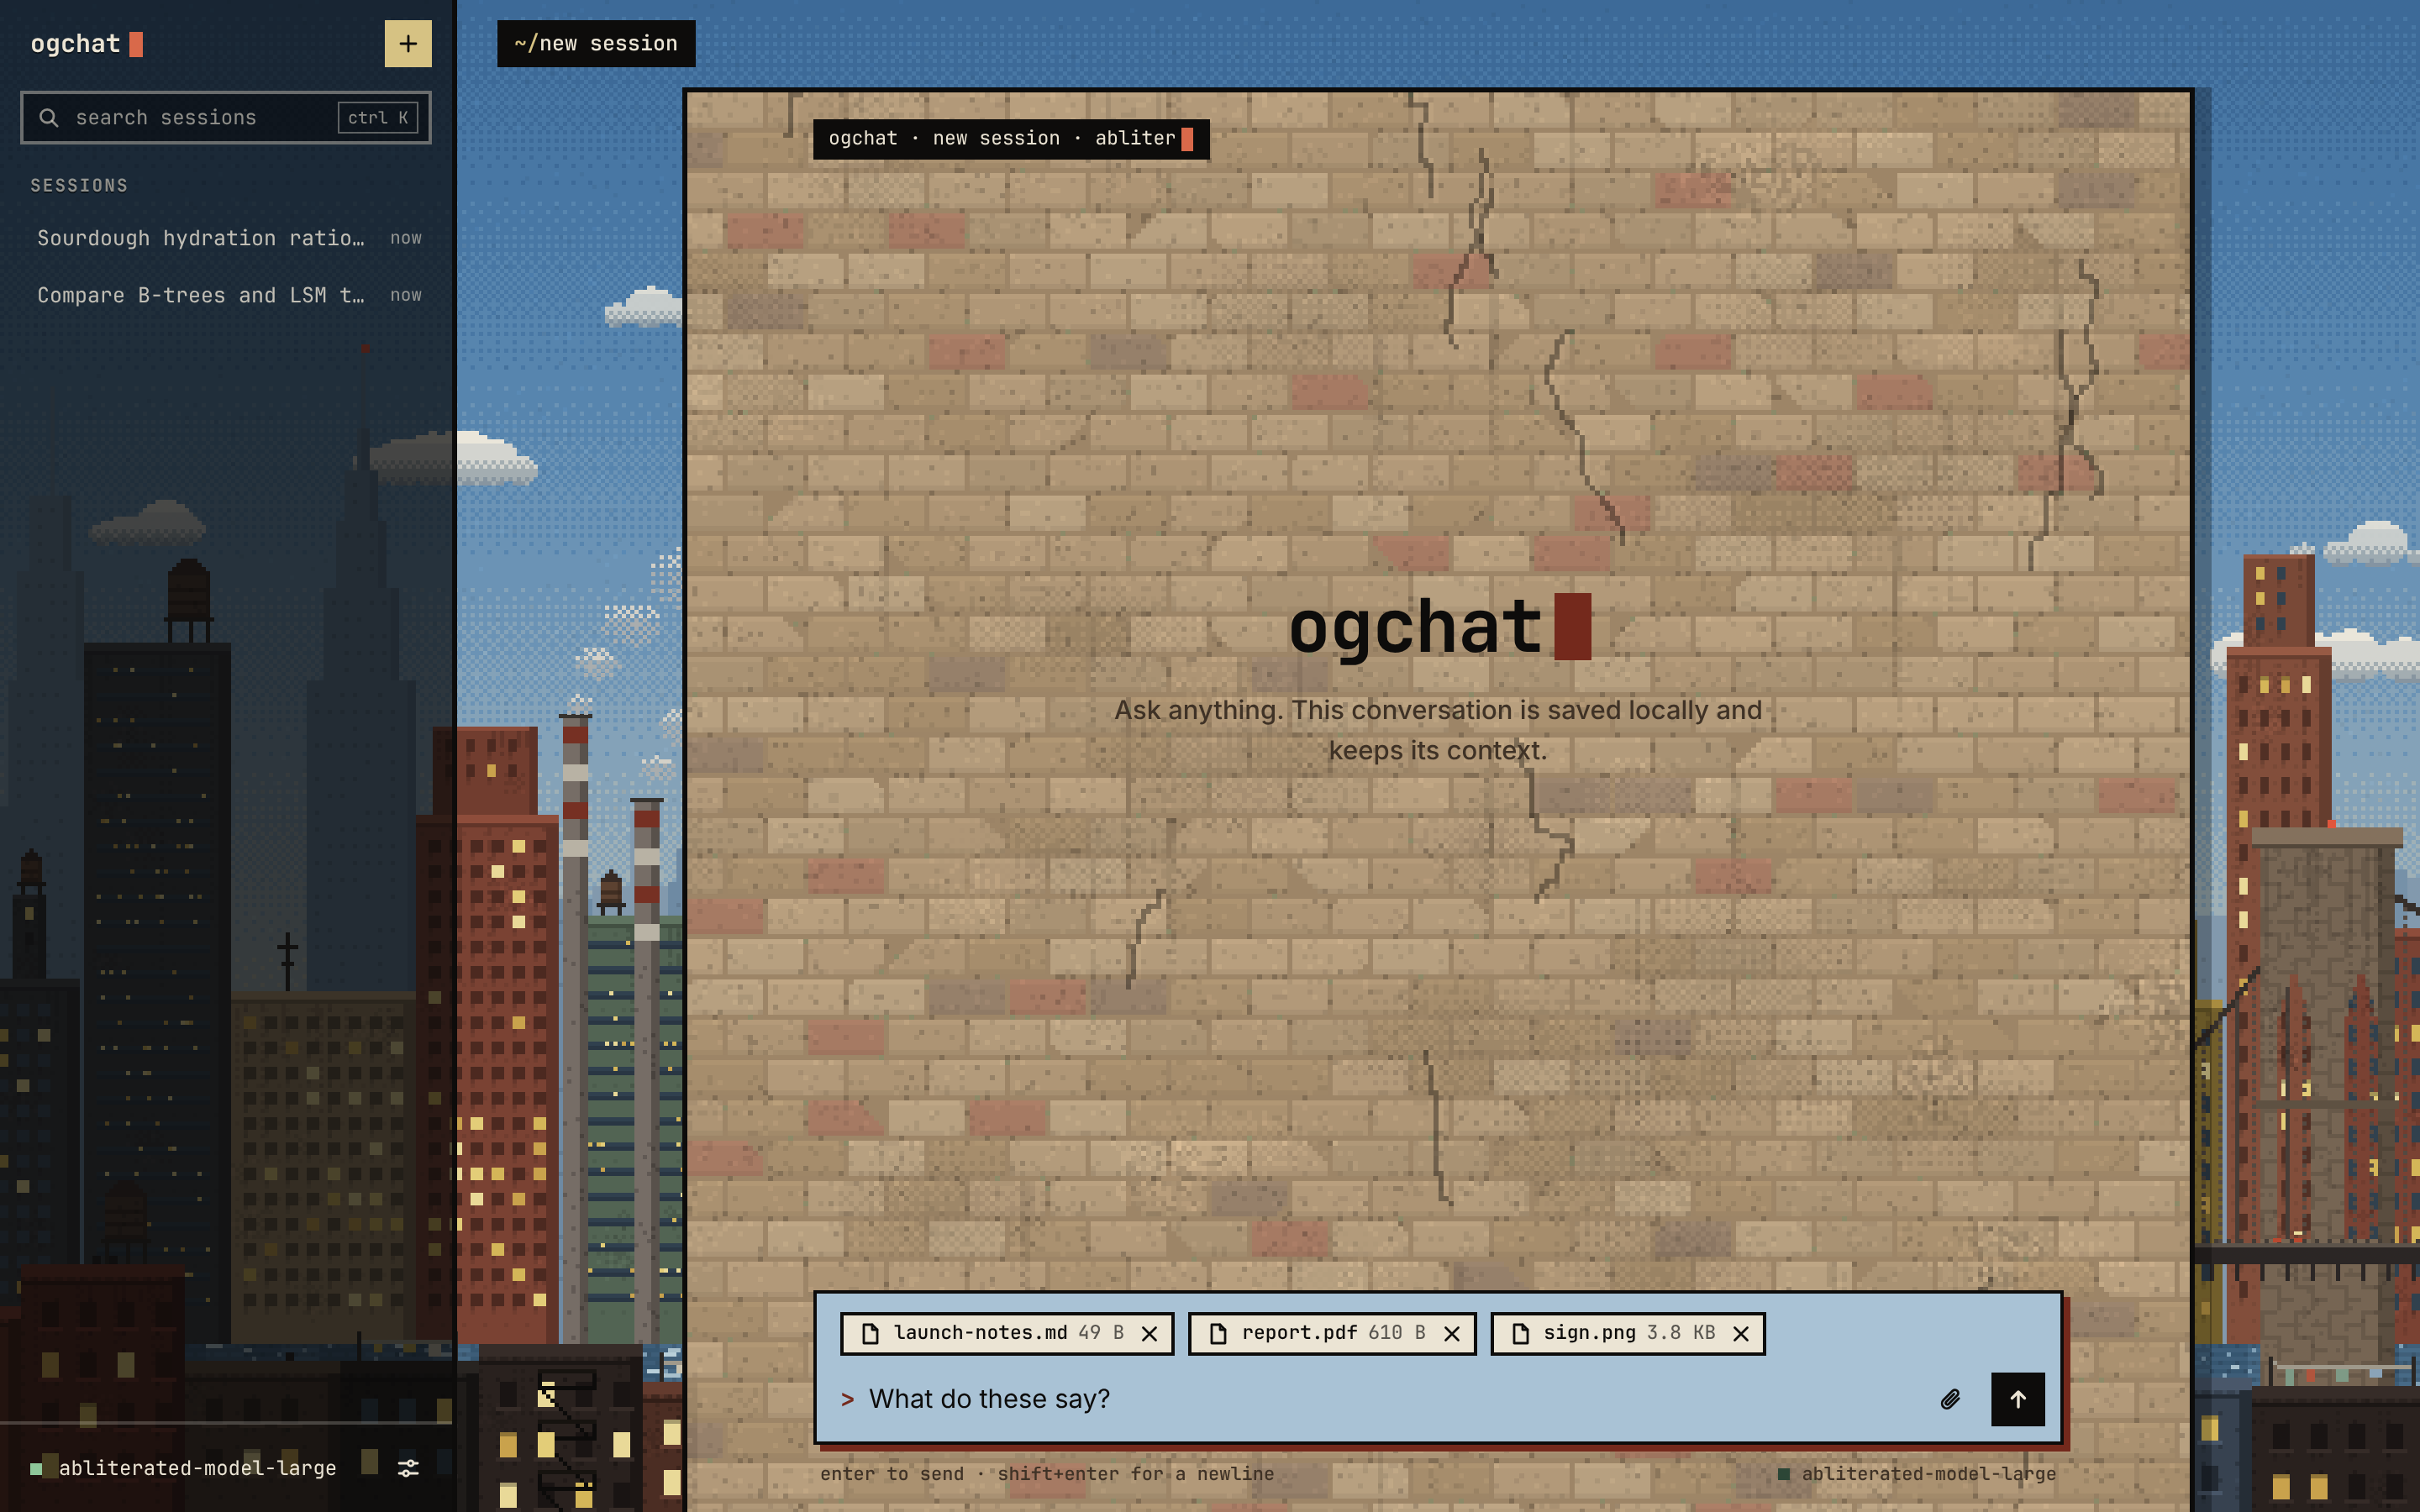 ogchat
~/new session
search sessions
ctrl K
SESSIONS
Sourdough hydration ratio… now
Compare B-trees and LSM t… now
ogchat · new session · abliter
ogchat
Ask anything. This conversation is saved locally and
keeps its context.
launch-notes.md 49 B
report.pdf 610 B
sign.png 3.8 KB
> What do these say?
enter to send · shift+enter for a newline
abliterated-model-large
abliterated-model-large